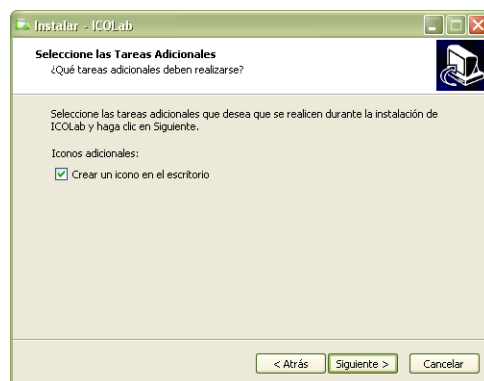 Instalar - ICOLab
Seleccione las Tareas Adicionales
¿Qué tareas adicionales deben realizarse?
Seleccione las tareas adicionales que desea que se realicen durante la instalación de
ICOLab y haga clic en Siguiente.
Iconos adicionales:
Crear un icono en el escritorio
< Atrás Siguiente > Cancelar